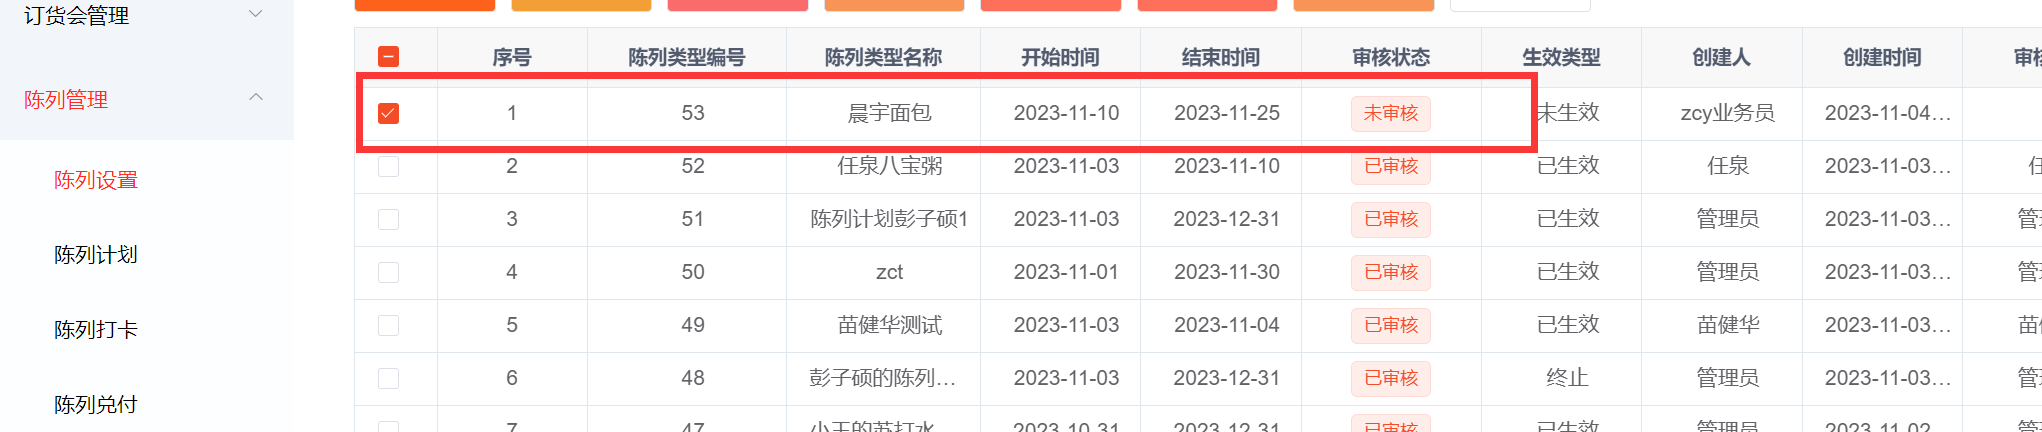 订货会管理
陈列管理
陈列设置
陈列计划
陈列打卡
陈列兑付
序号 陈列类型编号 陈列类型名称 开始时间 结束时间 审核状态 生效类型 创建人 创建时间 审核
1 53 晨宇面包 2023-11-10 2023-11-25 未审核 未生效 zcy业务员 2023-11-04...
2 52 任泉八宝粥 2023-11-03 2023-11-10 已审核 已生效 任泉 2023-11-03... 任
3 51 陈列计划彭子硕1 2023-11-03 2023-12-31 已审核 已生效 管理员 2023-11-03... 管
4 50 zct 2023-11-01 2023-11-30 已审核 已生效 管理员 2023-11-03... 管
5 49 苗健华测试 2023-11-03 2023-11-04 已审核 已生效 苗健华 2023-11-03... 苗
6 48 彭子硕的陈列... 2023-11-03 2023-12-31 已审核 终止 管理员 2023-11-03... 管
7 47 小王的苏打水 2023-10-31 2023-12-31 已审核 已生效 管理员 2023-11-02